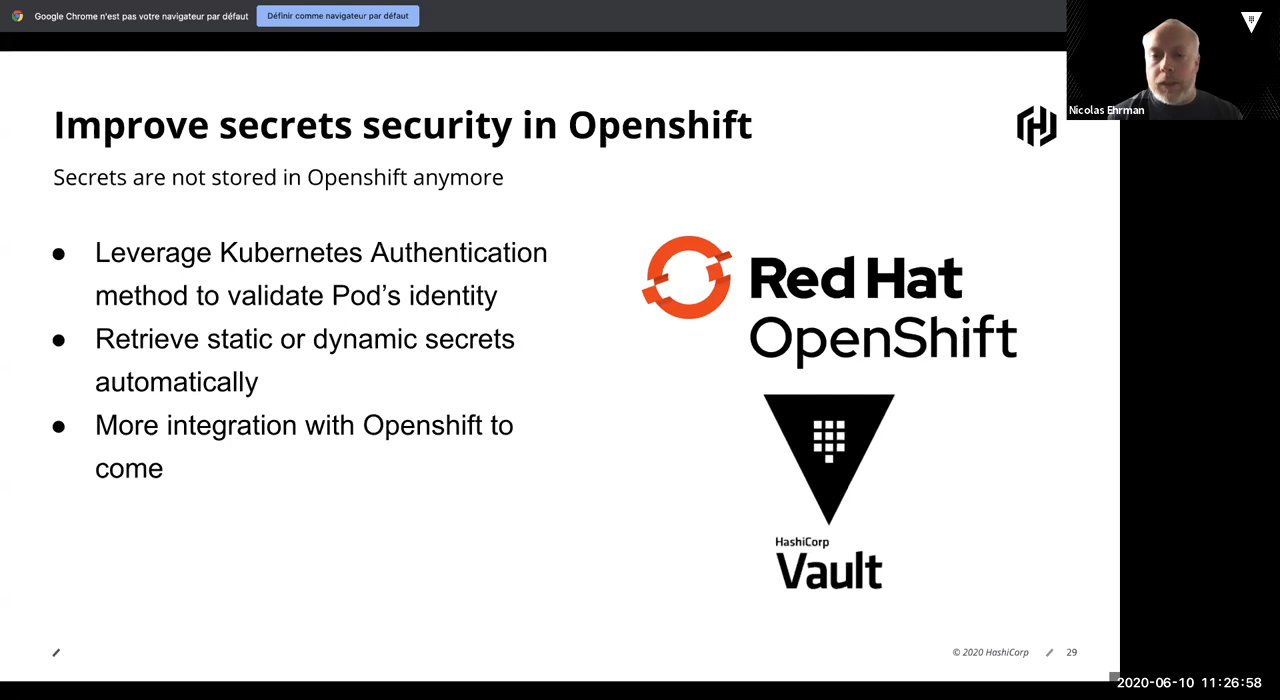 Google Chrome n'est pas votre navigateur par défaut
Définir comme navigateur par défaut
Nicolas Ehrman
Improve secrets security in Openshift
Secrets are not stored in Openshift anymore
● Leverage Kubernetes Authentication
method to validate Pod’s identity
● Retrieve static or dynamic secrets
automatically
● More integration with Openshift to
come
Red Hat
OpenShift
HashiCorp
Vault
© 2020 HashiCorp
29
2020-06-10 11:26:58